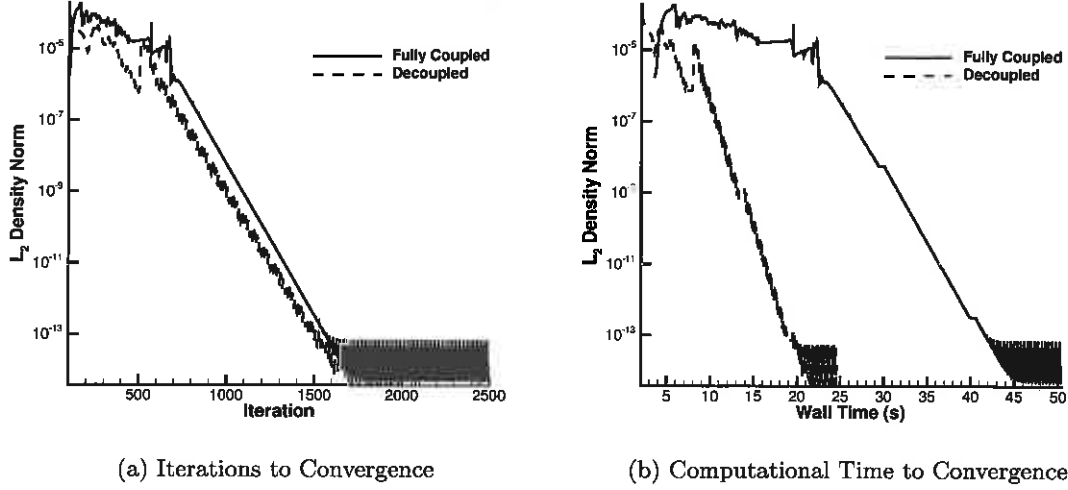 10⁻⁵
10⁻⁷
10⁻⁹
10⁻¹¹
10⁻¹³
L₂ Density Norm
Fully Coupled
Decoupled
500 1000 1500 2000 2500
Iteration
(a) Iterations to Convergence
10⁻⁵
10⁻⁷
10⁻⁹
10⁻¹¹
10⁻¹³
L₂ Density Norm
Fully Coupled
Decoupled
5 10 15 20 25 30 35 40 45 50
Wall Time (s)
(b) Computational Time to Convergence